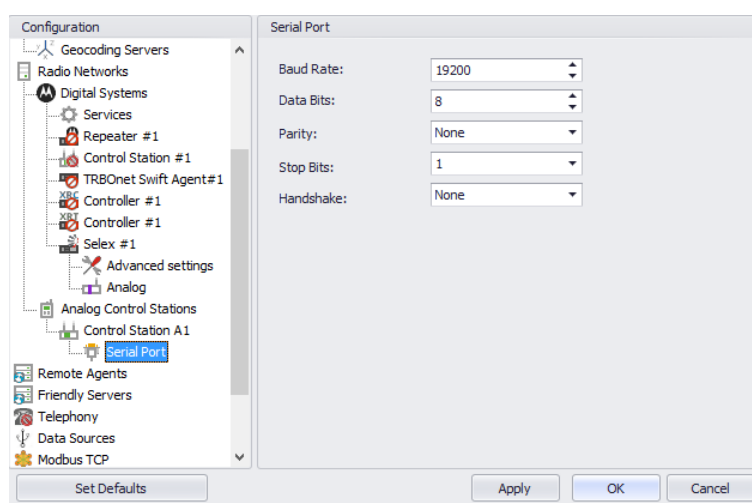 Configuration
Geocoding Servers
Radio Networks
Digital Systems
Services
Repeater #1
Control Station #1
TRBOnet Swift Agent#1
XRC
Controller #1
XRT
Controller #1
Selex #1
Advanced settings
Analog
Analog Control Stations
Control Station A1
Serial Port
Remote Agents
Friendly Servers
Telephony
Data Sources
Modbus TCP
Set Defaults
Serial Port
Baud Rate: 19200
Data Bits: 8
Parity: None
Stop Bits: 1
Handshake: None
Apply OK Cancel